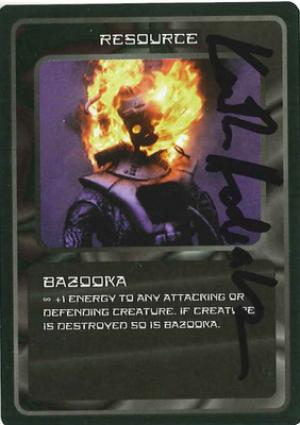 RESOURCE
BAZOOKA
∞ +1 ENERGY TO ANY ATTACKING OR
DEFENDING CREATURE. IF CREATURE
IS DESTROYED SO IS BAZOOKA.